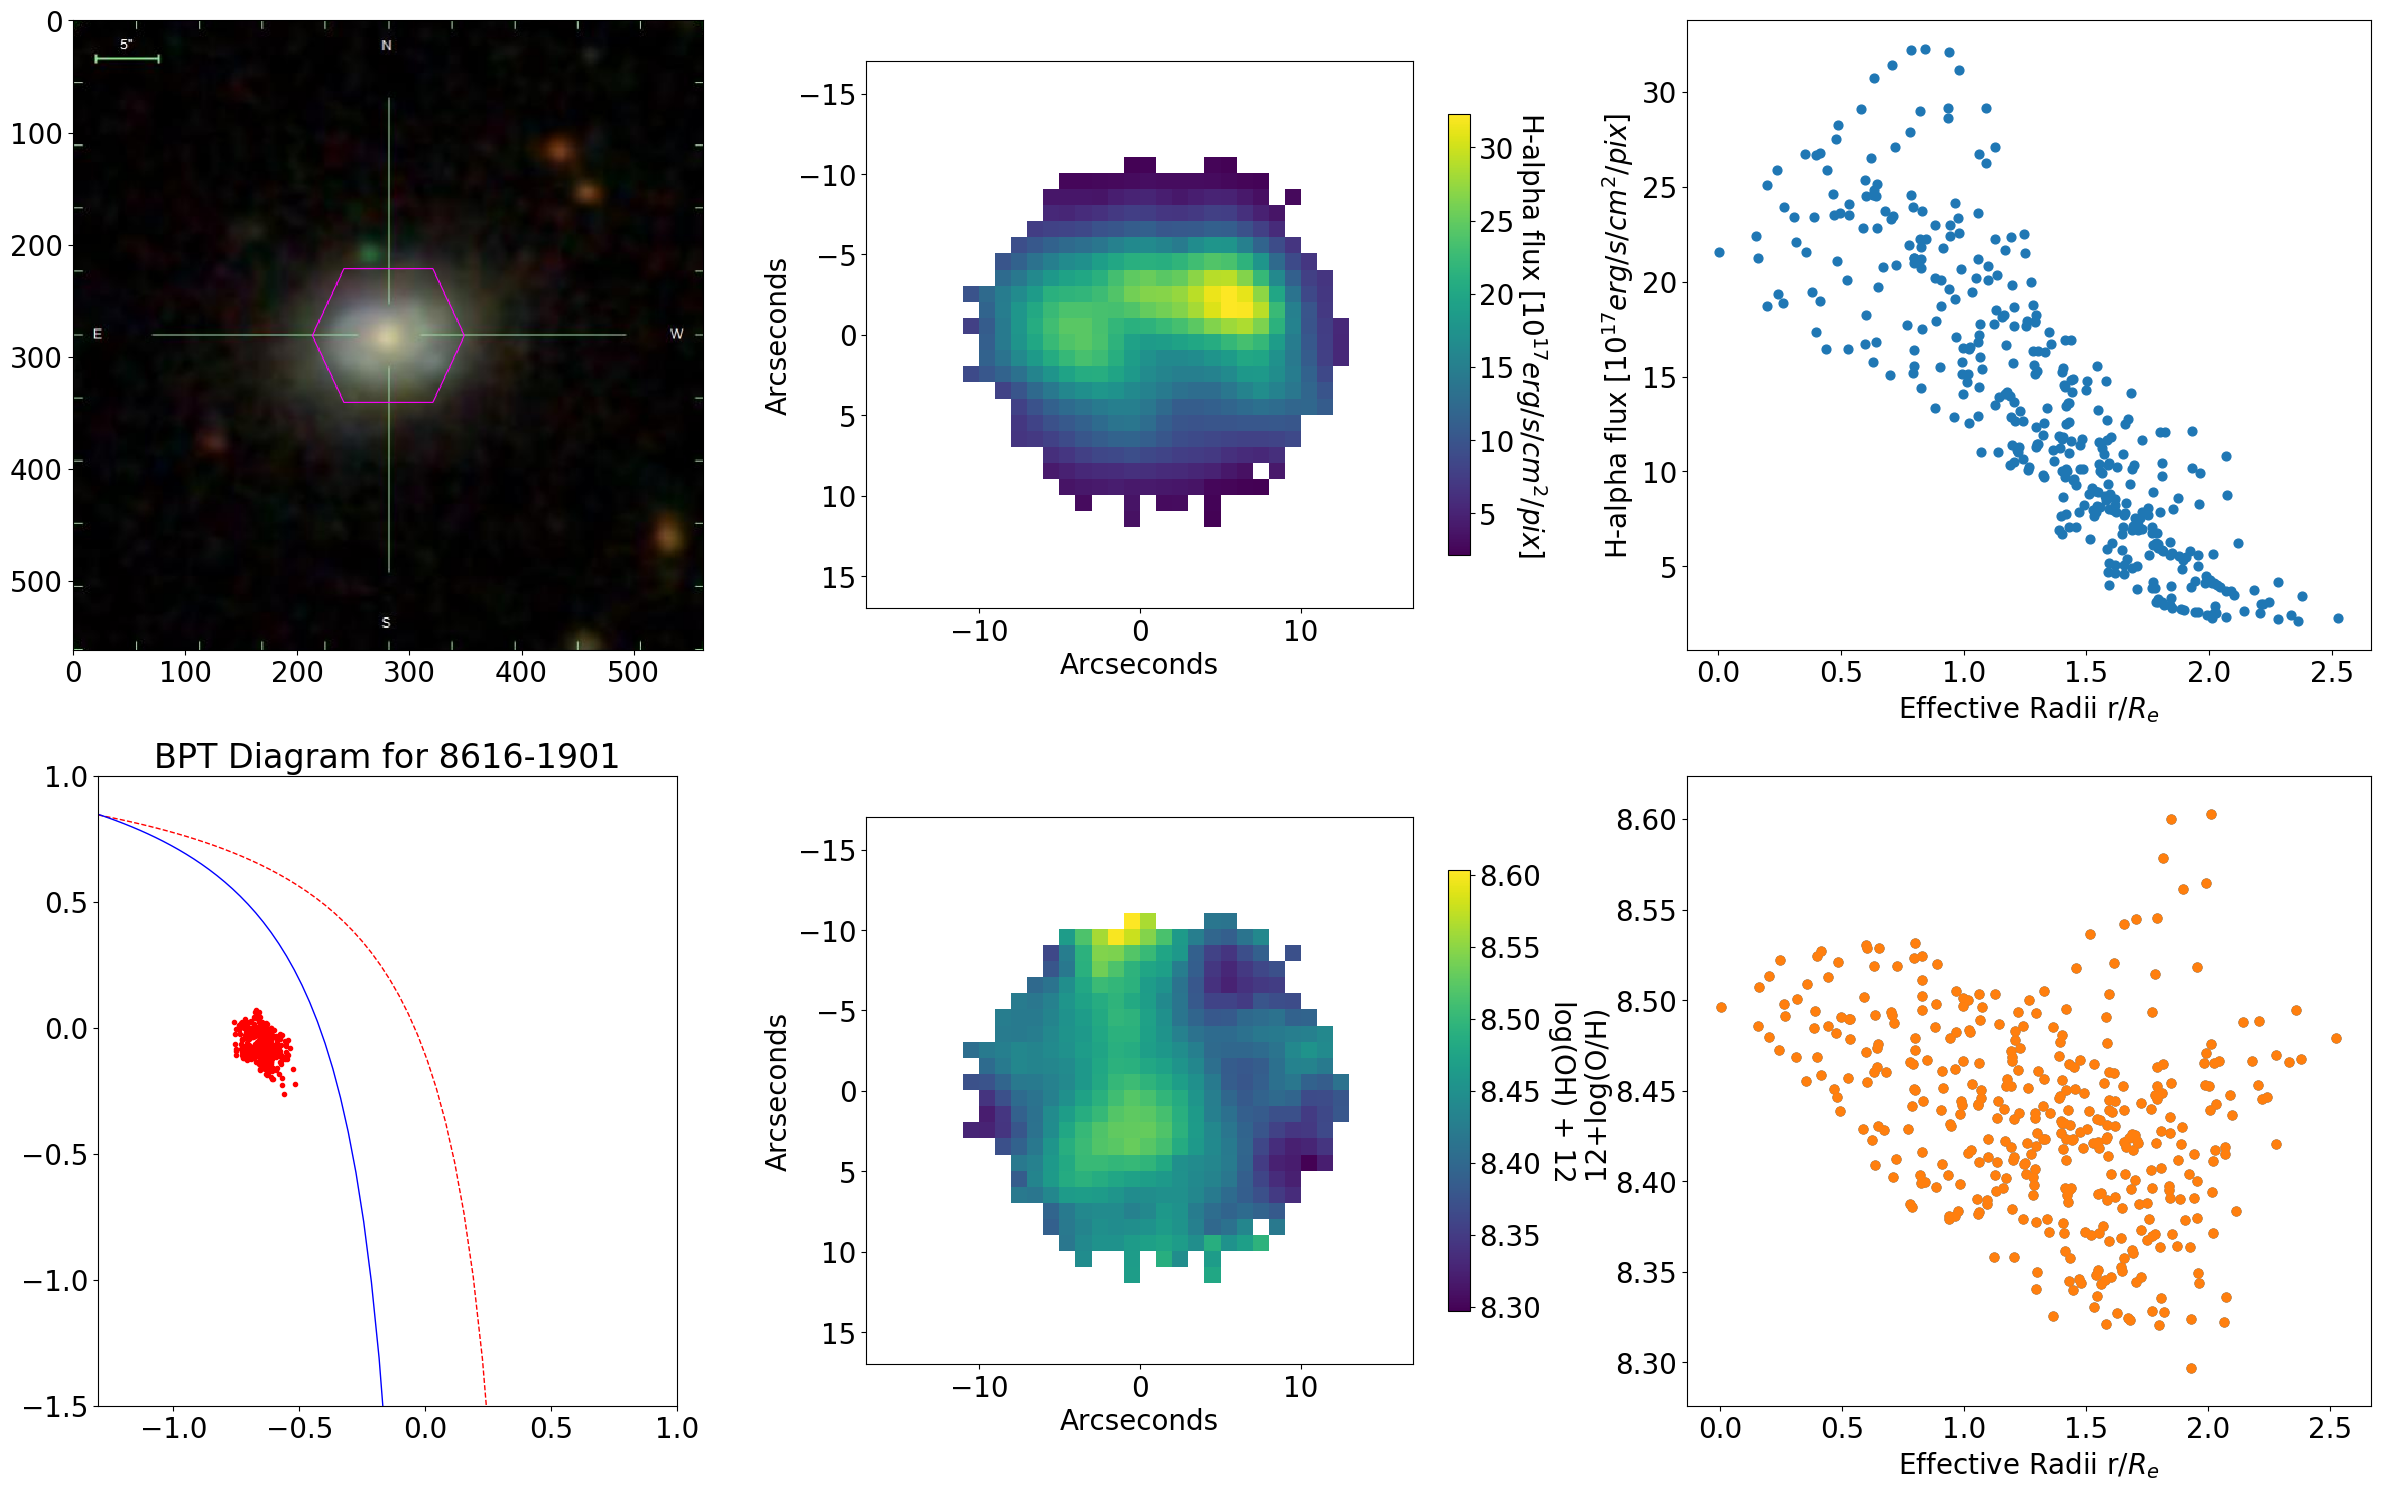 0
100
200
300
400
500
0 100 200 300 400 500
5"
N
E
W
S
−15
−10
−5
0
5
10
15
−10 0 10
Arcseconds
Arcseconds
30
25
20
15
10
5
H-alpha flux [10^17 erg/s/cm^2/pix]
H-alpha flux [10^17 erg/s/cm^2/pix]
30
25
20
15
10
5
0.0 0.5 1.0 1.5 2.0 2.5
Effective Radii r/R_e
BPT Diagram for 8616-1901
1.0
0.5
0.0
−0.5
−1.0
−1.5
−1.0 −0.5 0.0 0.5 1.0
−15
−10
−5
0
5
10
15
−10 0 10
Arcseconds
Arcseconds
8.60
8.55
8.50
8.45
8.40
8.35
8.30
log(OH) + 12
12+log(O/H)
8.60
8.55
8.50
8.45
8.40
8.35
8.30
0.0 0.5 1.0 1.5 2.0 2.5
Effective Radii r/R_e